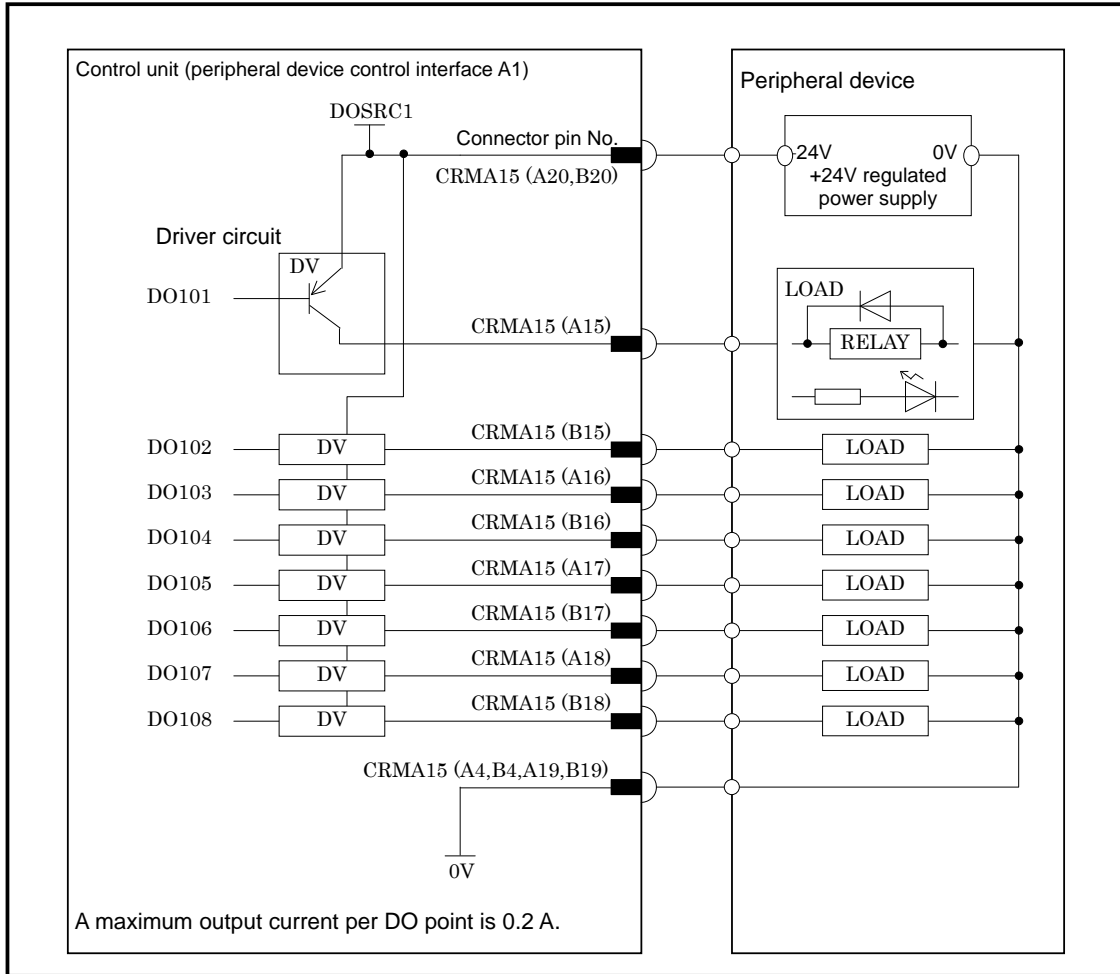 Control unit (peripheral device control interface A1)
Peripheral device
DOSRC1
Connector pin No.
CRMA15 (A20,B20)
-24V
0V
+24V regulated
power supply
Driver circuit
DV
DO101
CRMA15 (A15)
LOAD
RELAY
DO102
DV
CRMA15 (B15)
LOAD
DO103
DV
CRMA15 (A16)
LOAD
DO104
DV
CRMA15 (B16)
LOAD
DO105
DV
CRMA15 (A17)
LOAD
DO106
DV
CRMA15 (B17)
LOAD
DO107
DV
CRMA15 (A18)
LOAD
DO108
DV
CRMA15 (B18)
LOAD
CRMA15 (A4,B4,A19,B19)
0V
A maximum output current per DO point is 0.2 A.